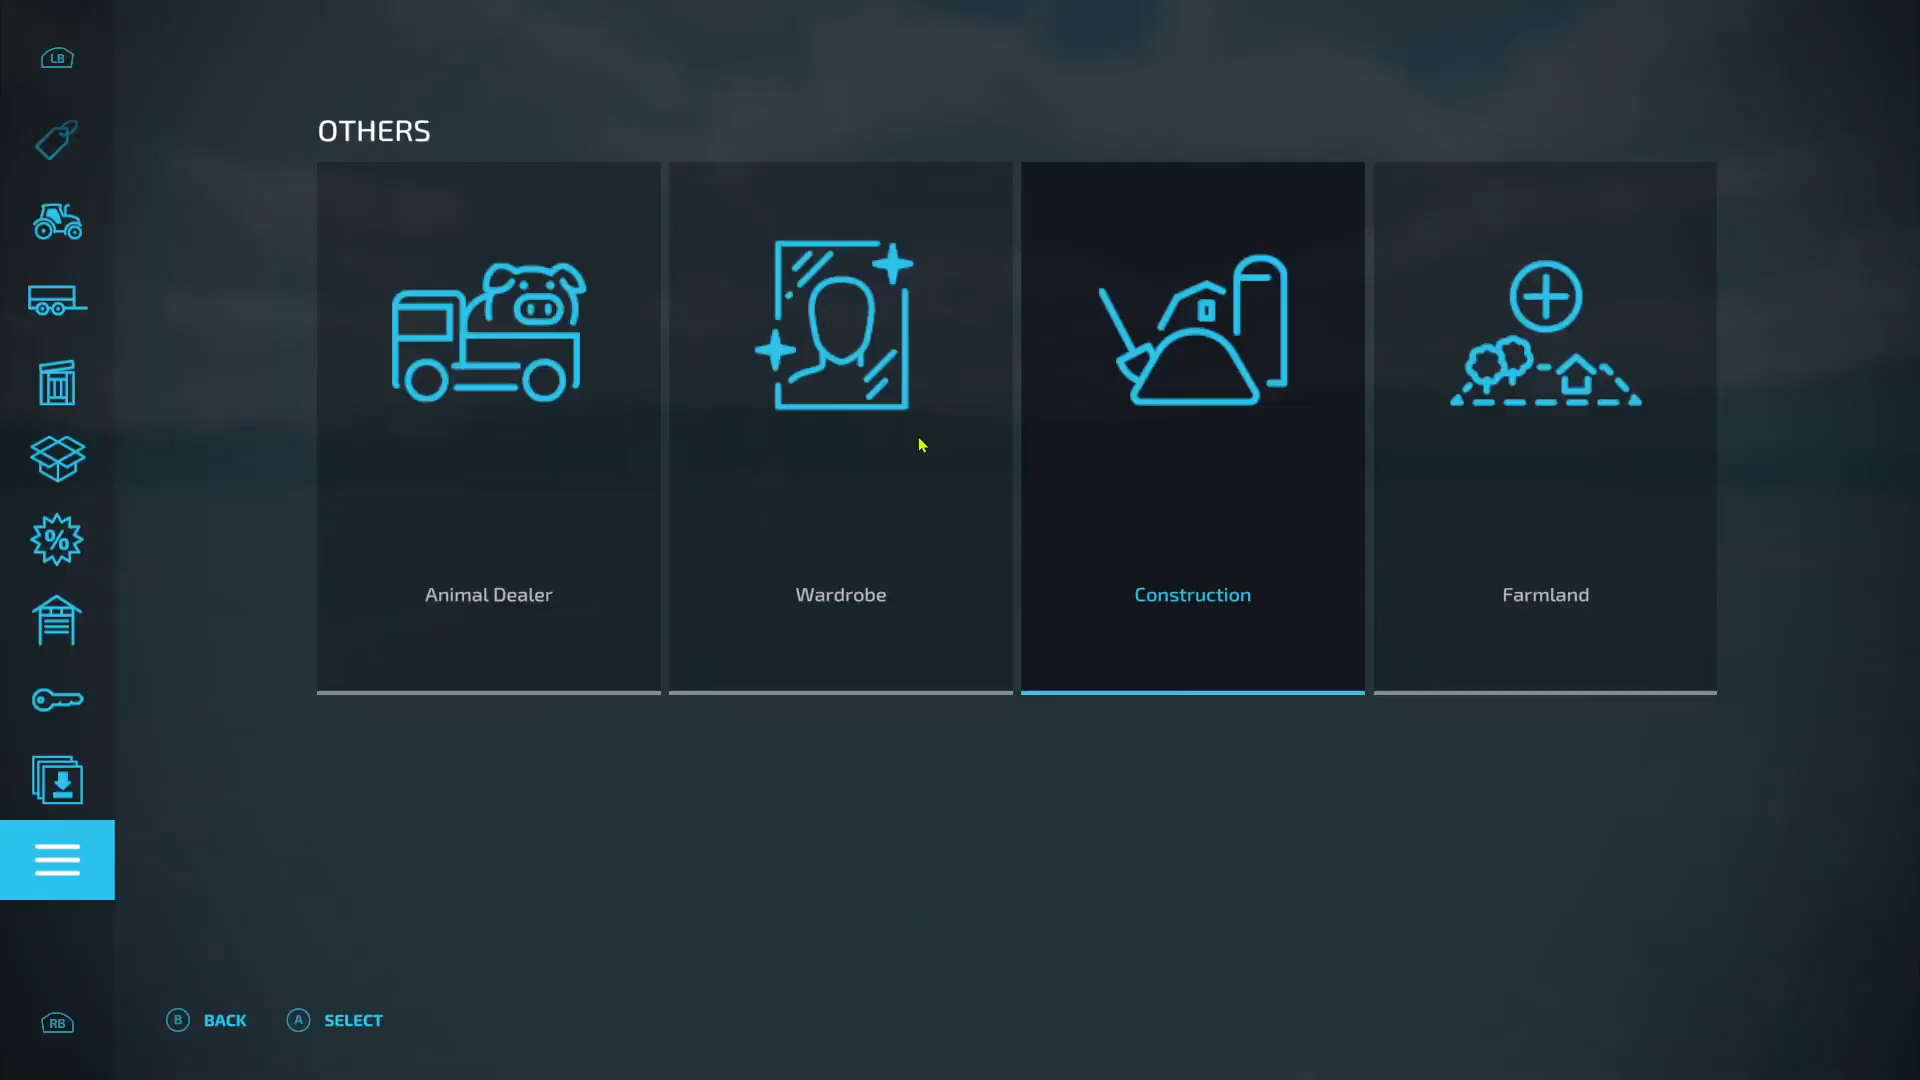 LB
OTHERS
Animal Dealer
Wardrobe
Construction
Farmland
%
RB
B BACK A SELECT